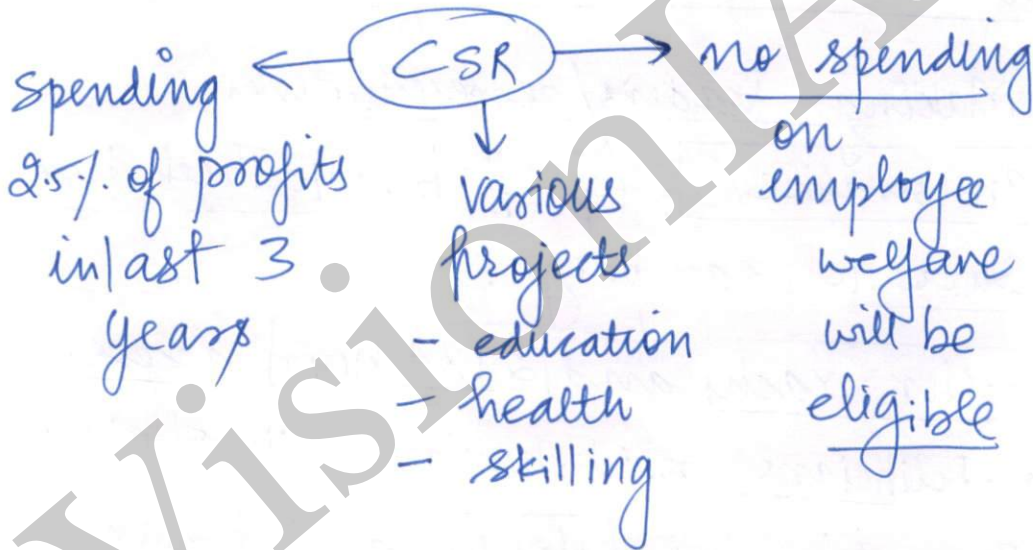 CSR
spending
2.5% of profits
in last 3
years
various
projects
- education
- health
- skilling
no spending
on
employee
welfare
will be
eligible
VisionIA